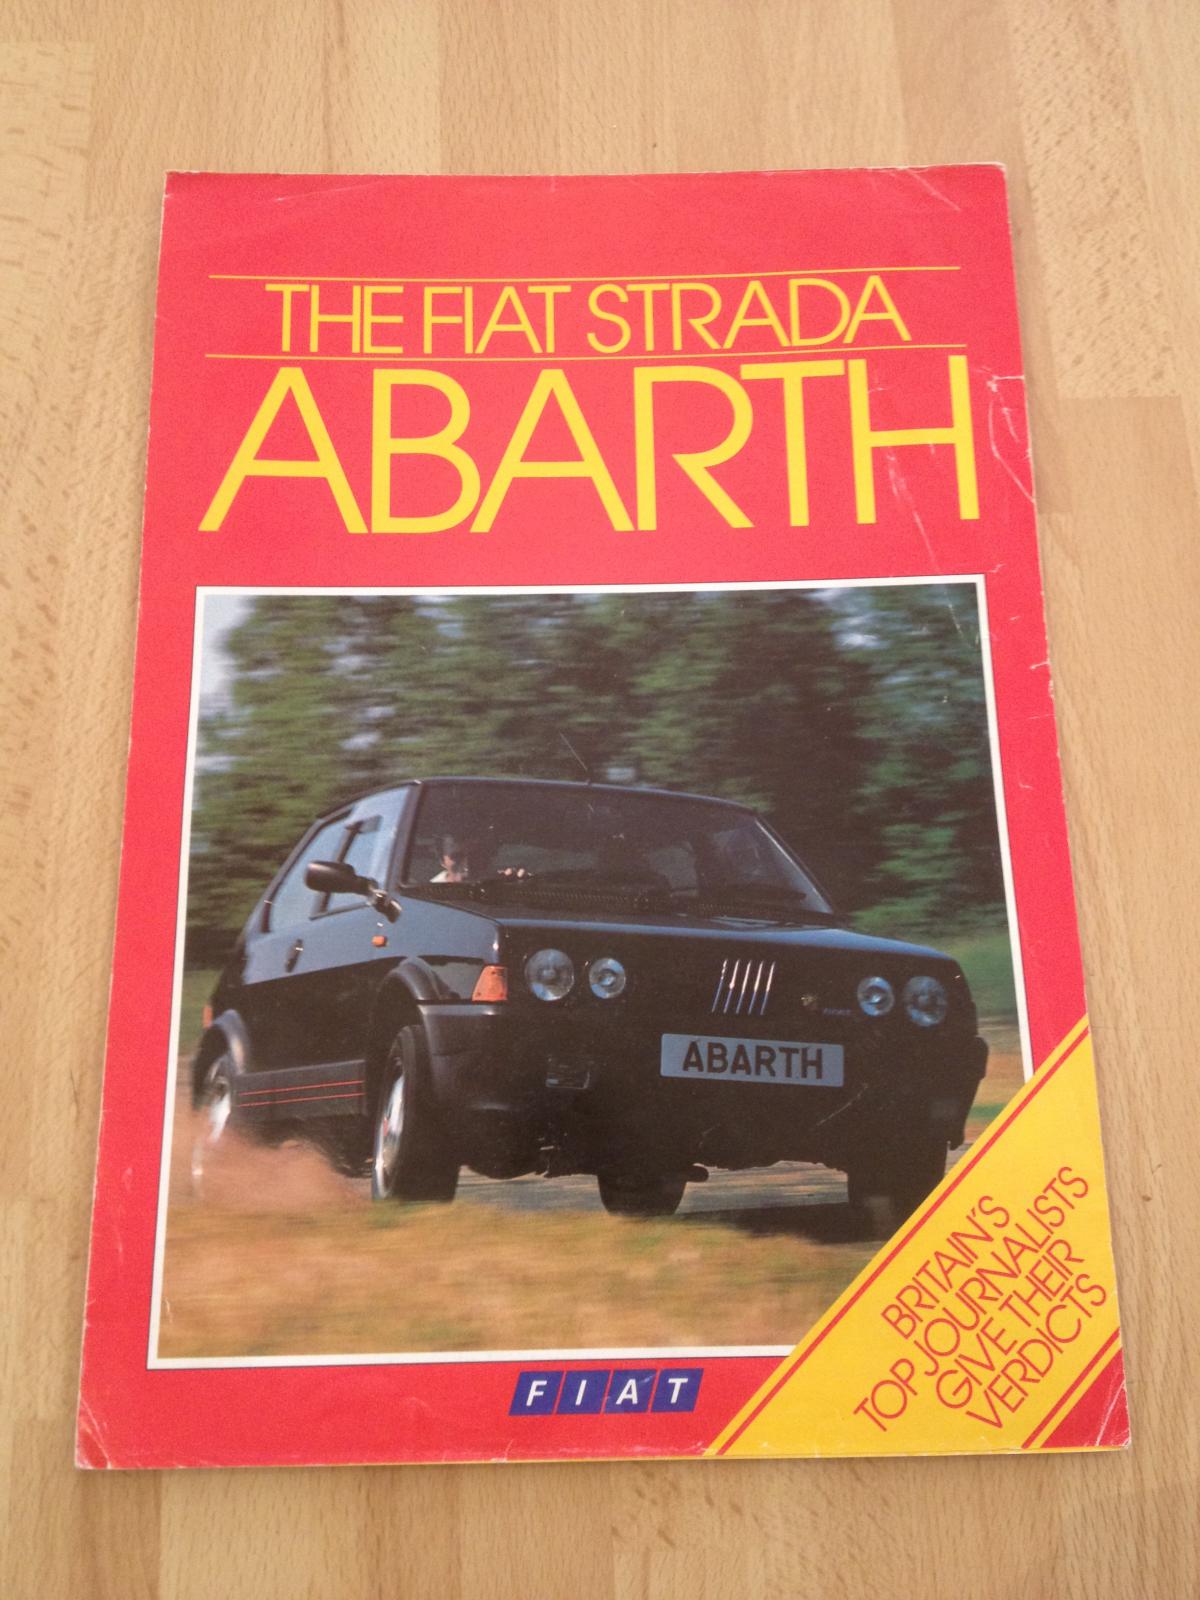 THE FIAT STRADA
ABARTH
ABARTH
BRITAIN'S
TOP JOURNALISTS
GIVE THEIR
VERDICTS
FIAT